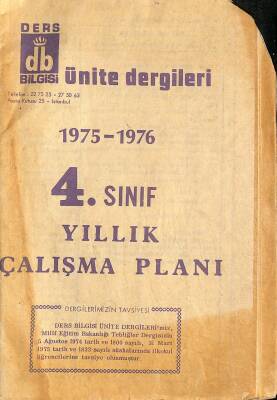 DERS
db
BİLGİSİ
ünite dergileri
Telefon : 22 75 35 - 27 50 63
Posta Kutusu 25 - İstanbul
1975-1976
4. SINIF
YILLIK
ÇALIŞMA PLANI
DERGİLERİMİZİN TAVSİYESİ
DERS BİLGİSİ ÜNİTE DERGİLERİ'miz,
Millî Eğitim Bakanlığı Tebliğler Dergisinin
5 Ağustos 1974 tarih ve 1800 sayılı, 31 Mart
1975 tarih ve 1833 sayılı nüshalarında ilkokul
öğrencilerine tavsiye olunmuştur.